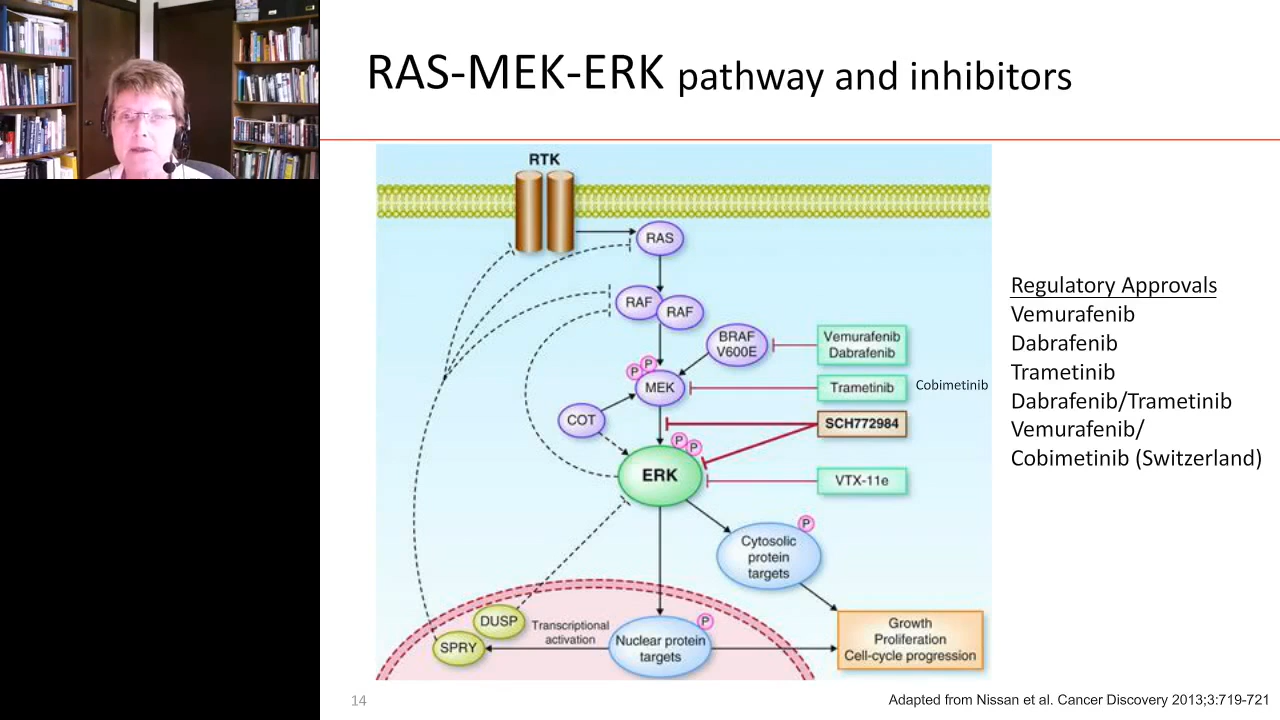 RAS-MEK-ERK pathway and inhibitors
RTK
RAS
RAF
RAF
BRAF
V600E
Vemurafenib
Dabrafenib
P
P
MEK
Trametinib
Cobimetinib
COT
SCH772984
P
P
ERK
VTX-11e
P
Cytosolic
protein
targets
DUSP
SPRY
Transcriptional
activation
P
Nuclear protein
targets
Growth
Proliferation
Cell-cycle progression
Regulatory Approvals
Vemurafenib
Dabrafenib
Trametinib
Dabrafenib/Trametinib
Vemurafenib/
Cobimetinib (Switzerland)
14
Adapted from Nissan et al. Cancer Discovery 2013;3:719-721